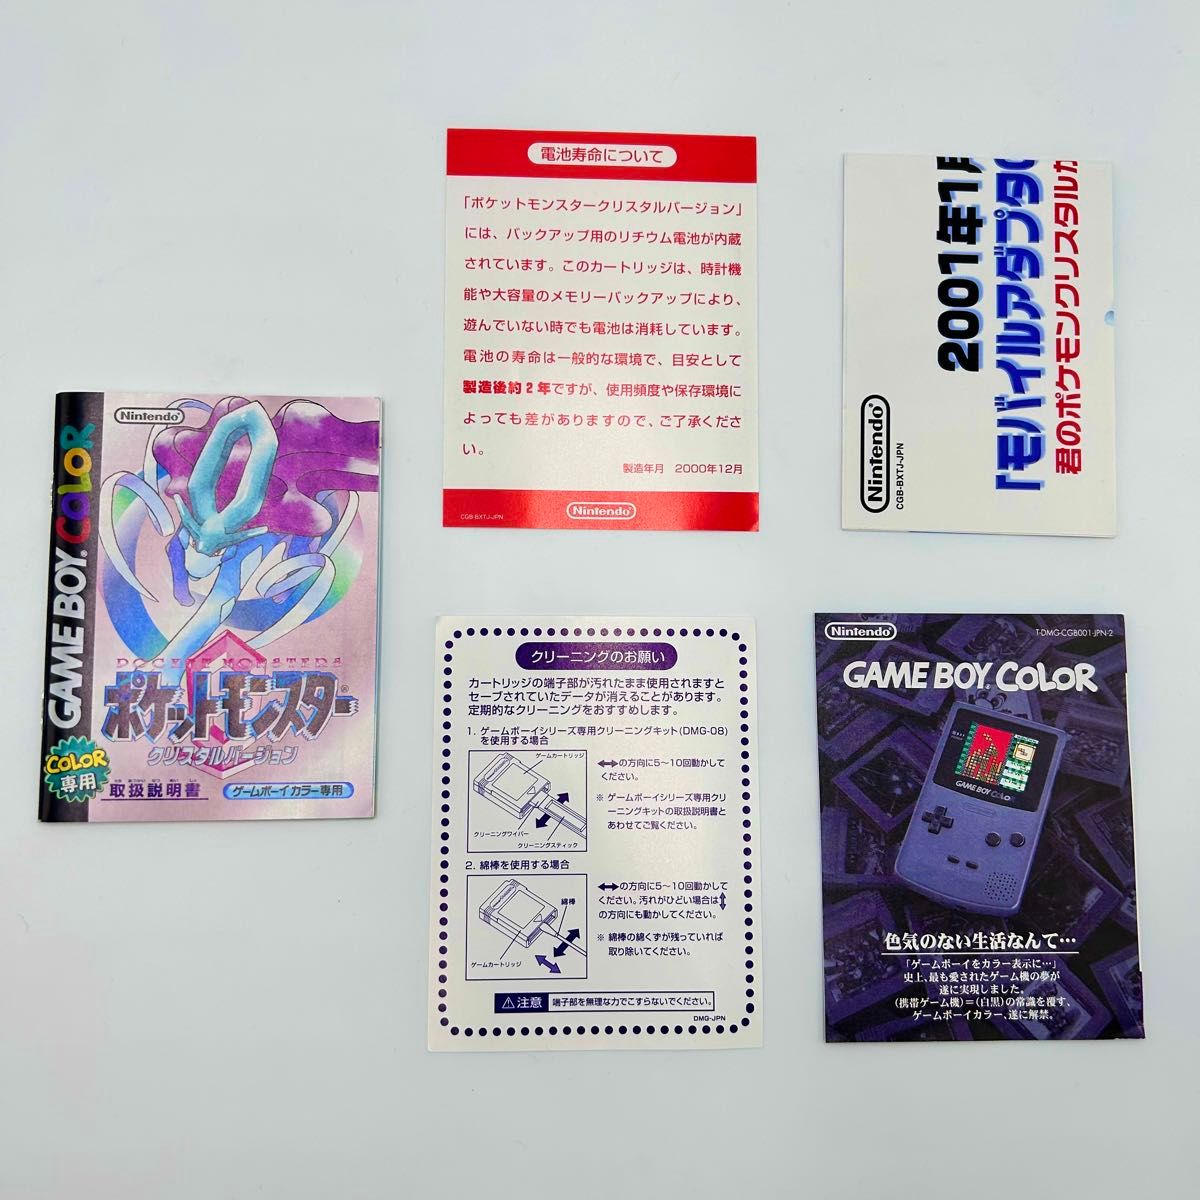 Nintendo
GAME BOY COLOR
POCKET MONSTERS
ポケットモンスター
クリスタルバージョン
COLOR
専用
とり あつかい せつ めい しょ
取扱説明書
ゲームボーイカラー専用
電池寿命について
「ポケットモンスタークリスタルバージョン」
には、バックアップ用のリチウム電池が内蔵
されています。このカートリッジは、時計機
能や大容量のメモリーバックアップにより、
遊んでいない時でも電池は消耗しています。
電池の寿命は一般的な環境で、目安として
製造後約2年ですが、使用頻度や保存環境に
よっても差がありますので、ご了承くださ
い。
製造年月 2000年12月
CGB-BXTJ-JPN
Nintendo
2001年1月
「モバイルアダプタG
君のポケモンクリスタルか
Nintendo
CGB-BXTJ-JPN
クリーニングのお願い
カートリッジの端子部が汚れたまま使用されますと
セーブされていたデータが消えることがあります。
定期的なクリーニングをおすすめします。
1. ゲームボーイシリーズ専用クリーニングキット(DMG-08)
を使用する場合
ゲームカートリッジ
クリーニングワイパー
クリーニングスティック
⟷の方向に5〜10回動かして
ください。
※ ゲームボーイシリーズ専用クリ
ーニングキットの取扱説明書と
あわせてご覧ください。
2. 綿棒を使用する場合
綿棒
ゲームカートリッジ
⟷の方向に5〜10回動かして
ください。汚れがひどい場合は↕
の方向にも動かしてください。
※ 綿棒の綿くずが残っていれば
取り除いてください。
⚠注意 端子部を無理な力でこすらないでください。
DMG-JPN
Nintendo
T-DMG-CGB001-JPN-2
GAME BOY COLOR
GAME BOY COLOR
色気のない生活なんて…
「ゲームボーイをカラー表示に…」
史上、最も愛されたゲーム機の夢が
遂に実現しました。
(携帯ゲーム機)=(白黒)の常識を覆す、
ゲームボーイカラー、遂に解禁。